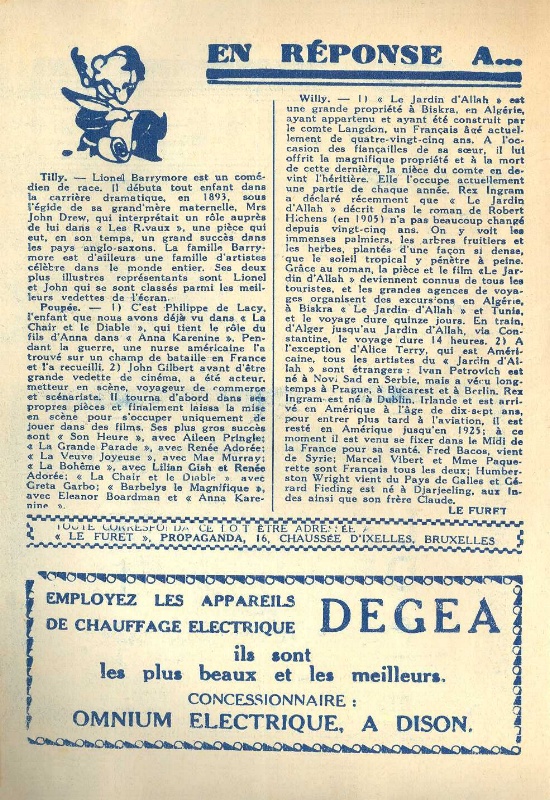 EN RÉPONSE A...
Tilly. — Lionel Barrymore est un comé-
dien de race. Il débuta tout enfant dans
la carrière dramatique, en 1893, sous
l'égide de sa grand'mère maternelle, Mrs
John Drew, qui interprétait un rôle auprès
de lui dans « Les R.vaux », une pièce qui
eut, en son temps, un grand succès dans
les pays anglo-saxons. La famille Barry-
more est d'ailleurs une famille d'artistes
célèbre dans le monde entier. Ses deux
plus illustres représentants sont Lionel
et John qui se sont classés parmi les meil-
leurs vedettes de l'écran.
Poupée. — 1) C'est Philippe de Lacy,
l'enfant que nous avons déjà vu dans « La
Chair et le Diable », qui tient le rôle du
fils d'Anna dans « Anna Karenine ». Pen-
dant la guerre, une nurse américaine l'a
trouvé sur un champ de bataille en France
et l'a recueilli. 2) John Gilbert avant d'être
grande vedette de cinéma, a été acteur,
metteur en scène, voyageur de commerce
et scénariste. Il tourna d'abord dans ses
propres pièces et finalement laissa la mise
en scène pour s'occuper uniquement de
jouer dans des films. Ses plus gros succès
sont « Son Heure », avec Aileen Pringle;
« La Grande Parade », avec Renée Adorée;
« La Veuve Joyeuse », avec Mae Murray;
« La Bohème », avec Lilian Gish et Renée
Adorée; « La Chair et le Diable » avec
Greta Garbo; « Barbelys le Magnifique »,
avec Eleanor Boardman et « Anna Kare-
nine ».
Willy. — 1) « Le Jardin d'Allah » est
une grande propriété à Biskra, en Algérie,
ayant appartenu et ayant été construit par
le comte Langdon, un Français âgé actuel-
lement de quatre-vingt-cinq ans. A l'oc-
casion des fiançailles de sa sœur, il lui
offrit la magnifique propriété et à la mort
de cette dernière, la nièce du comte en de-
vint l'héritière. Elle l'occupe actuellement
une partie de chaque année. Rex Ingram
a déclaré récemment que « Le Jardin
d'Allah » décrit dans le roman de Robert
Hichens (en 1905) n'a pas beaucoup changé
depuis vingt-cinq ans. On y voit les
immenses palmiers, les arbres fruitiers et
les herbes, plantés d'une façon si dense,
que le soleil tropical y pénètre à peine.
Grâce au roman, la pièce et le film «Le Jar-
din d'Allah » deviennent connus de tous les
touristes, et les grandes agences de voya-
ges organisent des excursions en Algérie,
à Biskra « Le Jardin d'Allah » et Tunis,
et le voyage dure quinze jours. En train,
d'Alger jusqu'au Jardin d'Allah, via Con-
stantine, le voyage dure 14 heures. 2) A
l'exception d'Alice Terry, qui est Améri-
caine, tous les artistes du « Jardin d'Al-
lah » sont étrangers : Ivan Petrovich est
né à Novi Sad en Serbie, mais a vécu long-
temps à Prague, à Bucarest et à Berlin. Rex
Ingram est né à Dublin, Irlande et est arri-
vé en Amérique à l'âge de dix-sept ans,
pour entrer plus tard à l'aviation, il est
resté en Amérique jusqu'en 1925; à ce
moment il est venu se fixer dans le Midi de
la France pour sa santé. Fred Bacos, vient
de Syrie; Marcel Vibert et Mme Paque-
rette sont Français tous les deux; Humber-
ston Wright vient du Pays de Galles et Gé-
rard Fieding est né à Djarjeeling, aux In-
des ainsi que son frère Claude.
LE FURET
TOUTE CORRESPONDANCE DOIT ÊTRE ADRESSÉE A
« LE FURET », PROPAGANDA, 16, CHAUSSÉE D'IXELLES, BRUXELLES
EMPLOYEZ LES APPAREILS
DE CHAUFFAGE ELECTRIQUE
DEGEA
ils sont
les plus beaux et les meilleurs.
CONCESSIONNAIRE :
OMNIUM ELECTRIQUE, A DISON.